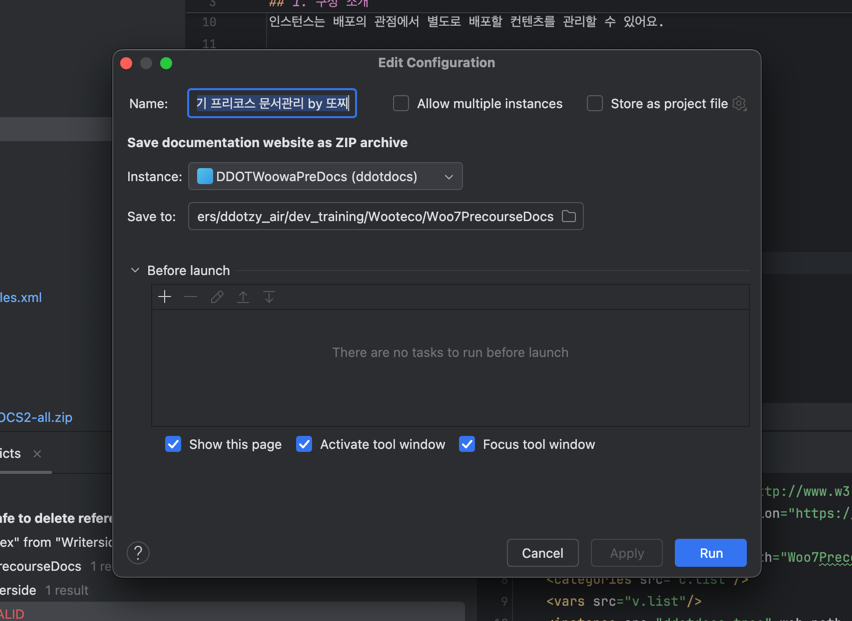 3 ## 1. 구성 소개
10 인스턴스는 배포의 관점에서 별도로 배포할 컨텐츠를 관리할 수 있어요.
11
Edit Configuration
Name: 기 프리코스 문서관리 by 또찌 Allow multiple instances Store as project file
Save documentation website as ZIP archive
Instance: DDOTWoowaPreDocs (ddotdocs)
Save to: ers/ddotzy_air/dev_training/Wooteco/Woo7PrecourseDocs
Before launch
les.xml
There are no tasks to run before launch
OCS2-all.zip
Show this page Activate tool window Focus tool window
icts
ttp://www.w3
ion="https:/
afe to delete refere
ex" from "Writersid
recourseDocs 1 re
h="Woo7Preco
Cancel Apply Run
erside 1 result
8 <categories src="c.list"/>
9 <vars src="v.list"/>
ALID